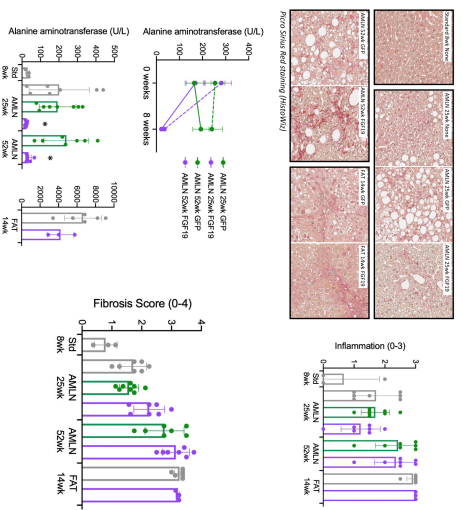 Standard 8wk None
AMLN 25wk None
AMLN 25wk GFP
AMLN 25wk FGF19
AMLN 52wk GFP
AMLN 52wk FGF19
FAT 14wk GFP
FAT 14wk FGF19
Picro Sirius Red staining (HistoWiz)
Alanine aminotransferase (U/L)
0 100 200 300 400
0 weeks
8 weeks
AMLN 25wk GFP
AMLN 25wk FGF19
AMLN 52wk GFP
AMLN 52wk FGF19
Alanine aminotransferase (U/L)
0 100 200 300 400 500
Std
8wk
AMLN
25wk
AMLN
52wk
* *
0 2000 4000 6000 8000 10000
FAT
14wk
Inflammation (0-3)
0 1 2 3
Std
8wk
AMLN
25wk
AMLN
52wk
FAT
14wk
Fibrosis Score (0-4)
0 1 2 3 4
Std
8wk
AMLN
25wk
AMLN
52wk
FAT
14wk